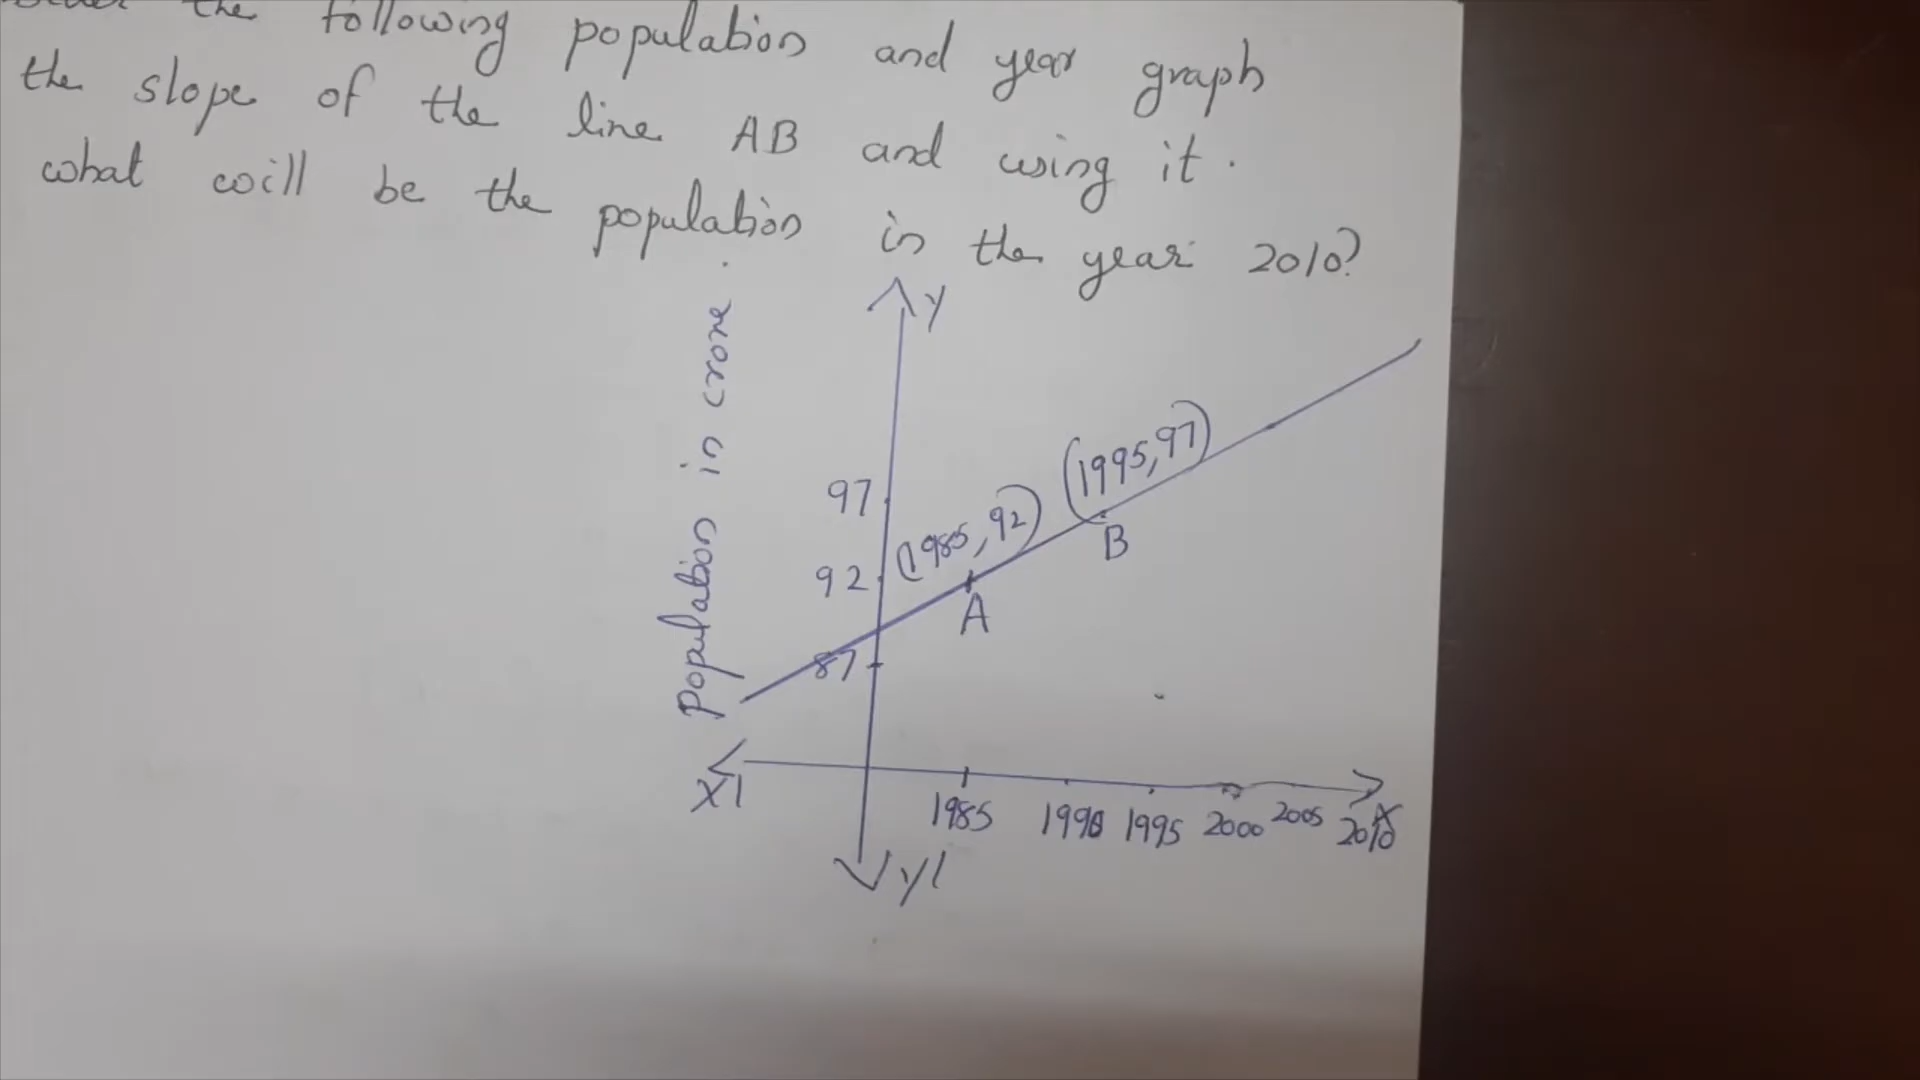 the following population and year graph
the slope of the line AB and using it.
what will be the population in the year 2010?
Population in crore
Y
97
92
87
(1985, 92)
A
(1995, 97)
B
X1
X
1985 1990 1995 2000 2005 2010
Y1